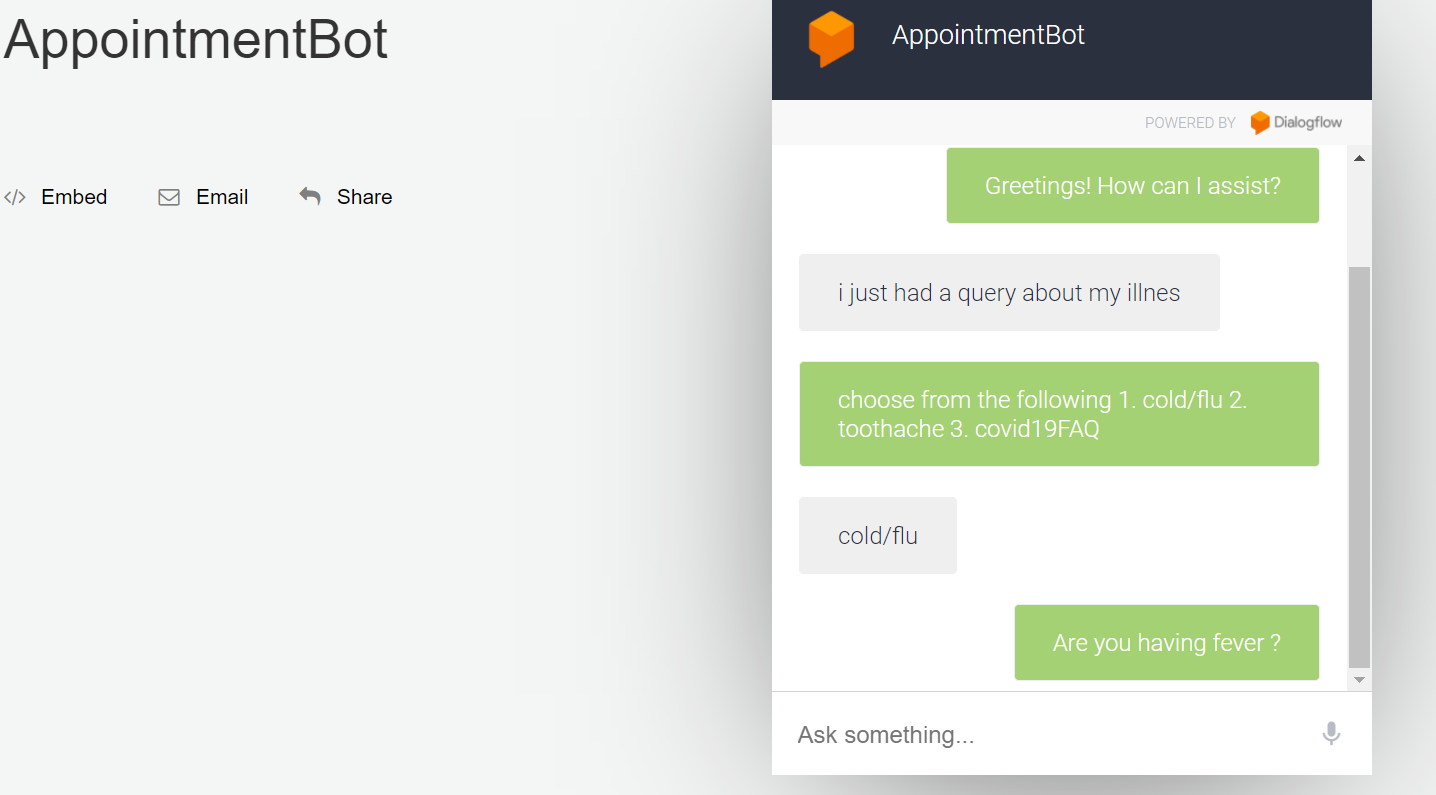 AppointmentBot
Embed
Email
Share
AppointmentBot
POWERED BY Dialogflow
Greetings! How can I assist?
i just had a query about my illnes
choose from the following 1. cold/flu 2.
toothache 3. covid19FAQ
cold/flu
Are you having fever ?
Ask something...